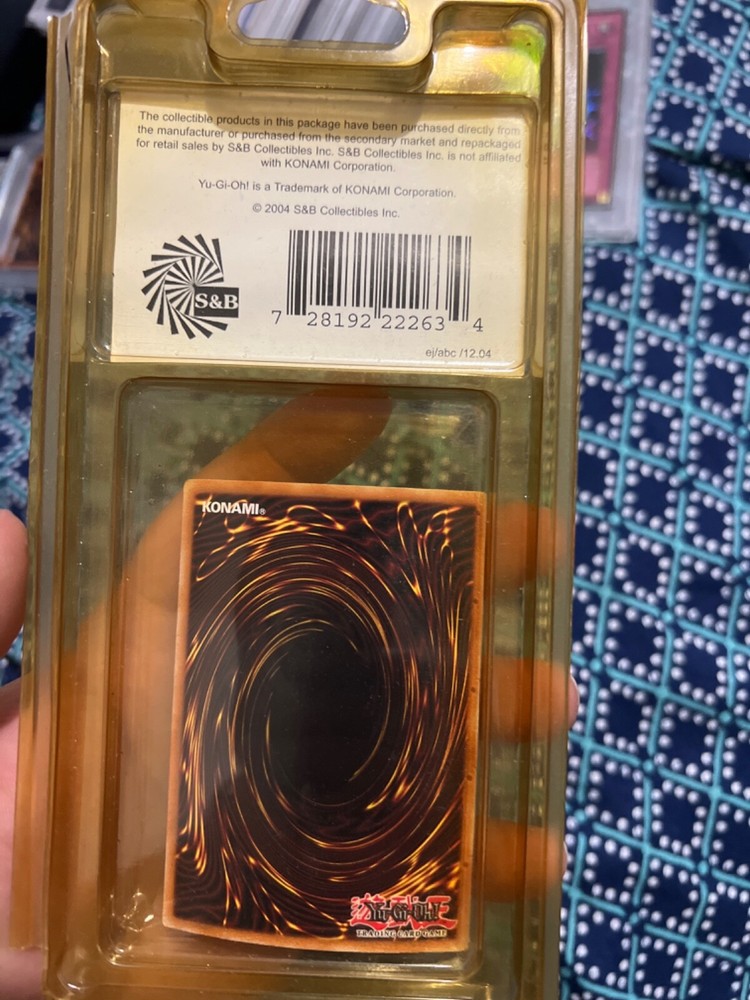 The collectible products in this package have been purchased directly from
the manufacturer or purchased from the secondary market and repackaged
for retail sales by S&B Collectibles Inc. S&B Collectibles Inc. is not affiliated
with KONAMI Corporation.
Yu-Gi-Oh! is a Trademark of KONAMI Corporation.
© 2004 S&B Collectibles Inc.
S&B
7 28192 22263 4
ej/abc /12.04
KONAMI®
遊戯王
Yu-Gi-Oh!
TRADING CARD GAME